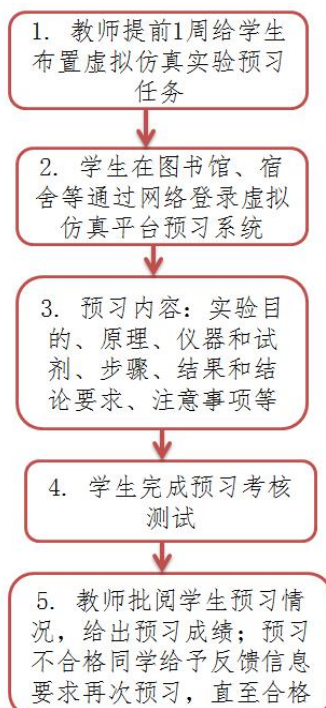 1. 教师提前1周给学生
布置虚拟仿真实验预习
任务
2. 学生在图书馆、宿
舍等通过网络登录虚拟
仿真平台预习系统
3. 预习内容：实验目
的、原理、仪器和试
剂、步骤、结果和结
论要求、注意事项等
4. 学生完成预习考核
测试
5. 教师批阅学生预习情
况，给出预习成绩；预习
不合格同学给予反馈信息
要求再次预习，直至合格